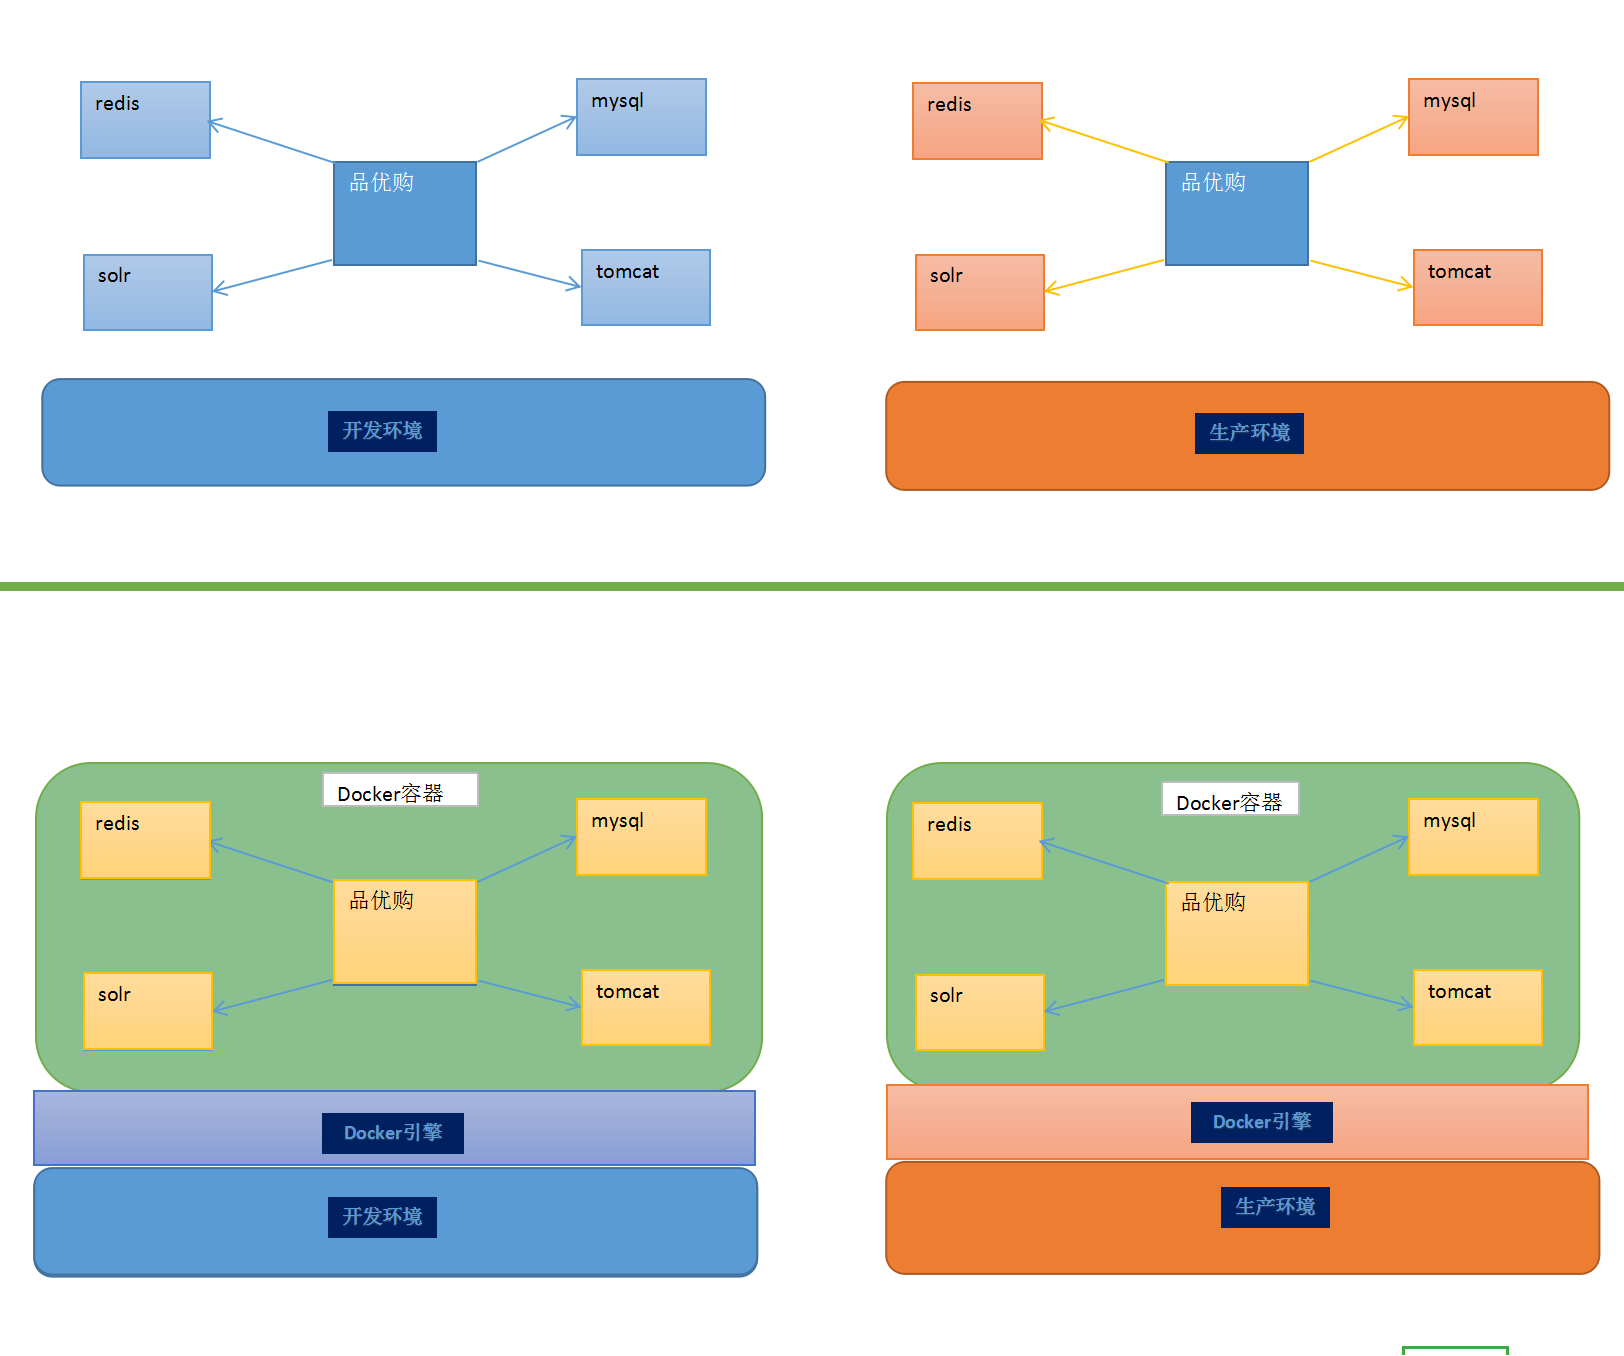 redis
mysql
品优购
solr
tomcat
开发环境
redis
mysql
品优购
solr
tomcat
生产环境
Docker容器
redis
mysql
品优购
solr
tomcat
Docker引擎
开发环境
Docker容器
redis
mysql
品优购
solr
tomcat
Docker引擎
生产环境